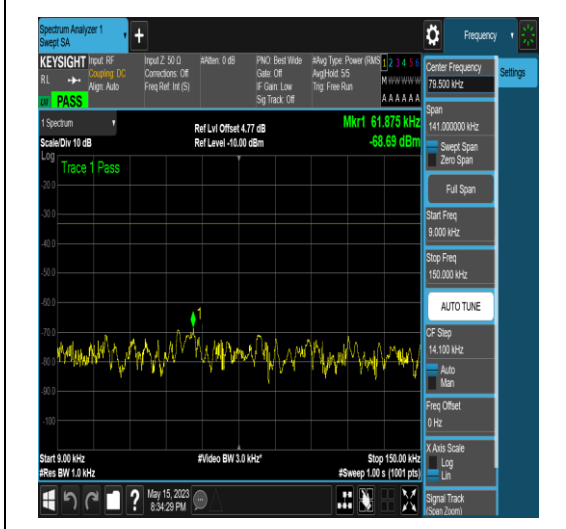 Spectrum Analyzer 1
Swept SA
Frequency
KEYSIGHT
RL
Input: RF
Coupling: DC
Align: Auto
Input Z: 50 Ω
Corrections: Off
Freq Ref: Int (S)
#Atten: 0 dB
PNO: Best Wide
Gate: Off
IF Gain: Low
Sig Track: Off
#Avg Type: Power (RMS
Avg|Hold: 5/5
Trig: Free Run
1 2 3 4 5 6
M W W W W W
A A A A A A
PASS
1 Spectrum
Scale/Div 10 dB
Ref Lvl Offset 4.77 dB
Ref Level -10.00 dBm
Mkr1 61.875 kHz
-68.69 dBm
Log
Trace 1 Pass
-20.0
-30.0
-40.0
-50.0
-60.0
-70.0
-80.0
-90.0
-100
1
Start 9.00 kHz
#Res BW 1.0 kHz
#Video BW 3.0 kHz*
Stop 150.00 kHz
#Sweep 1.00 s (1001 pts)
May 15, 2023
8:34:29 PM
Center Frequency
79.500 kHz
Settings
Span
141.000000 kHz
Swept Span
Zero Span
Full Span
Start Freq
9.000 kHz
Stop Freq
150.000 kHz
AUTO TUNE
CF Step
14.100 kHz
Auto
Man
Freq Offset
0 Hz
X Axis Scale
Log
Lin
Signal Track
(Span Zoom)